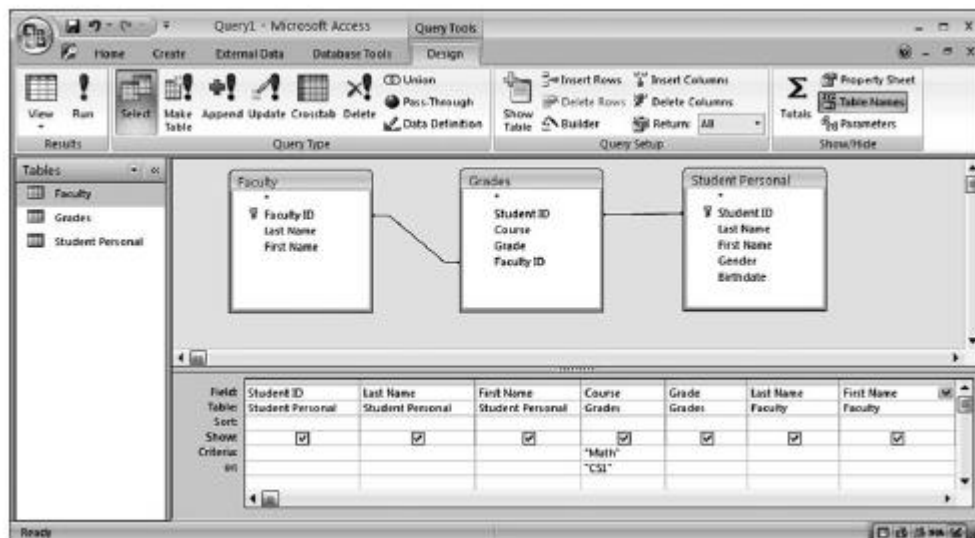 Query1 - Microsoft Access Query Tools
Home Create External Data Database Tools Design
View Run Select Make Table Append Update Crosstab Delete
Union
Pass-Through
Data Definition
Show Table
Insert Rows
Delete Rows
Builder
Insert Columns
Delete Columns
Return: All
Totals
Property Sheet
Table Names
Parameters
Results Query Type Query Setup Show/Hide
Tables
Faculty
Grades
Student Personal
Faculty
*
Faculty ID
Last Name
First Name
Grades
*
Student ID
Course
Grade
Faculty ID
Student Personal
*
Student ID
Last Name
First Name
Gender
Birthdate
Field: Student ID Last Name First Name Course Grade Last Name First Name
Table: Student Personal Student Personal Student Personal Grades Grades Faculty Faculty
Sort:
Show:
Criteria: "Math"
or: "CSI"
Ready